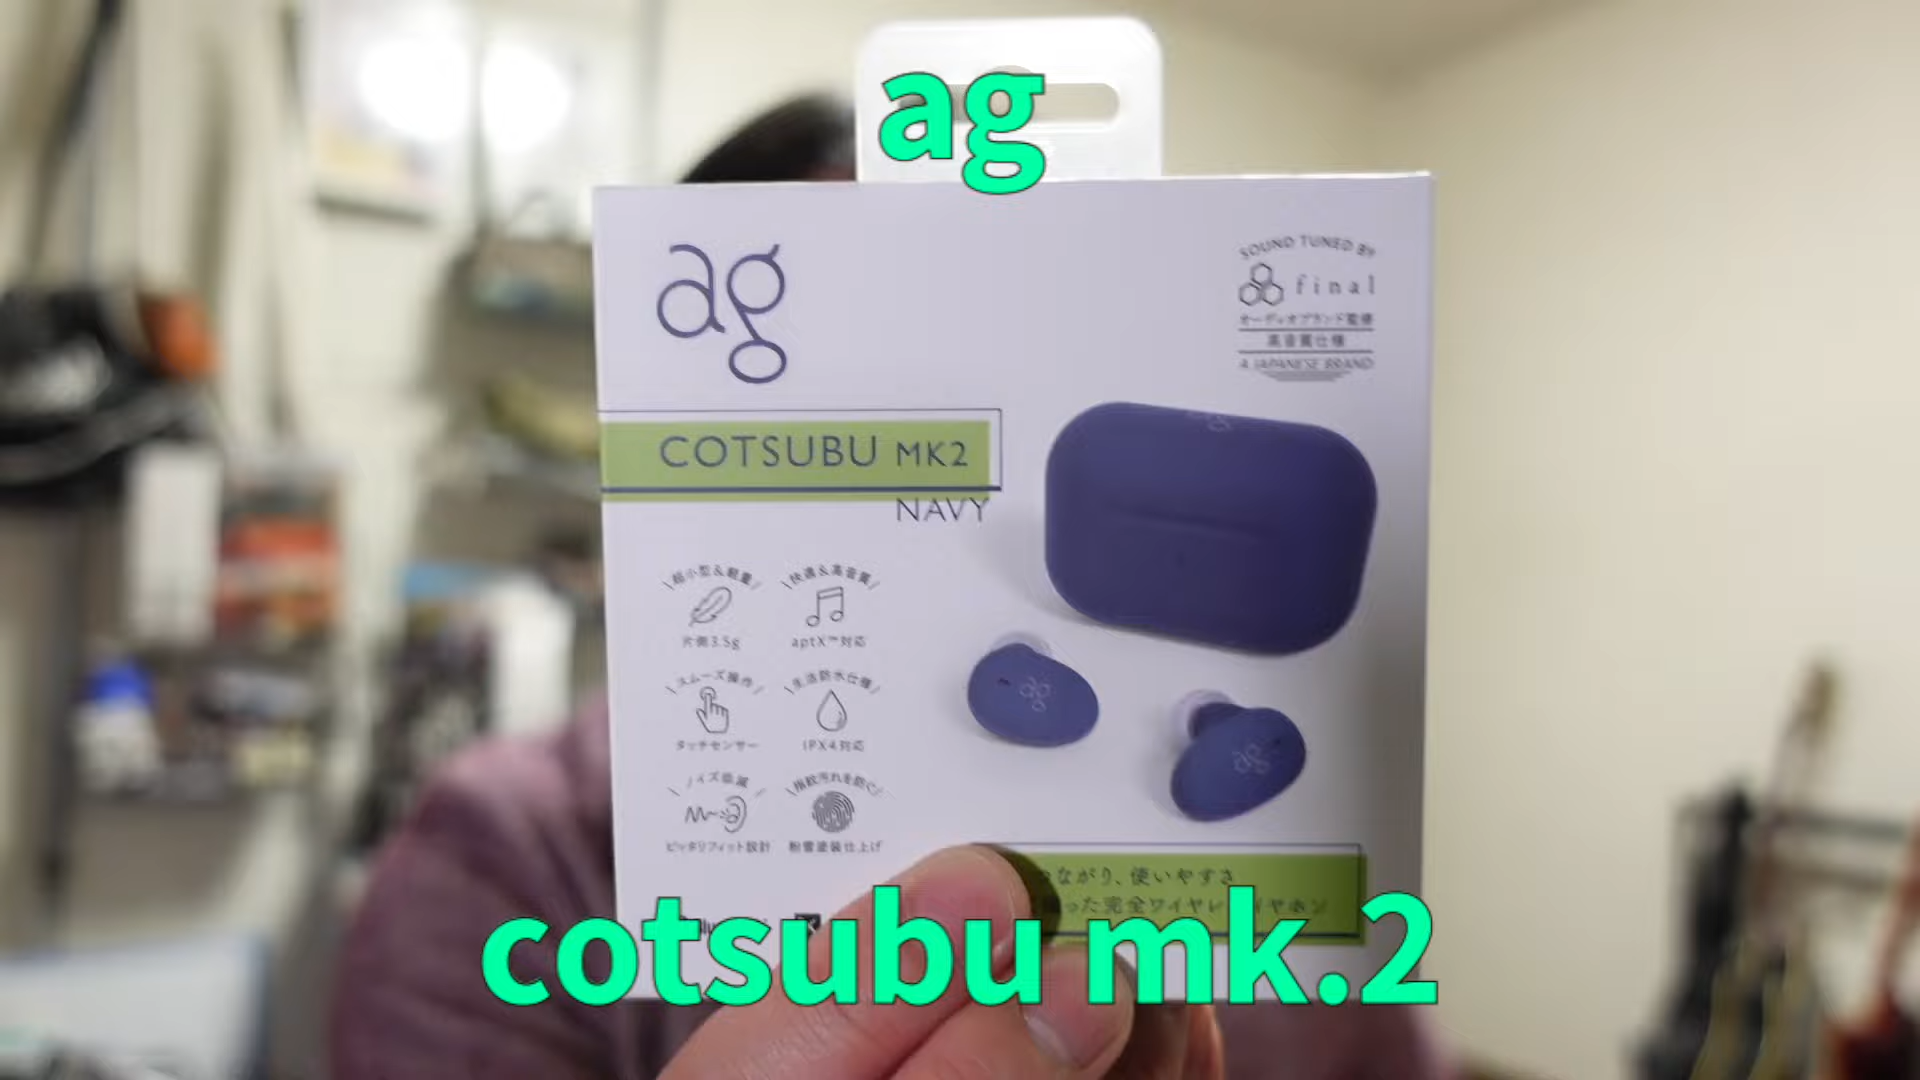 ag
ag
SOUND TUNED BY
final
オーディオブランド監修
高音質仕様
A JAPANESE BRAND
COTSUBU MK2
NAVY
超小型&軽量
片側3.5g
快適&高音質
aptX™対応
スムーズ操作
タッチセンサー
生活防水仕様
IPX4対応
ノイズ低減
ピッタリフィット設計
指紋汚れを防ぐ
粉雪塗装仕上げ
ag
ag
ag
つながり、使いやすさ
った完全ワイヤレ
cotsubu mk.2